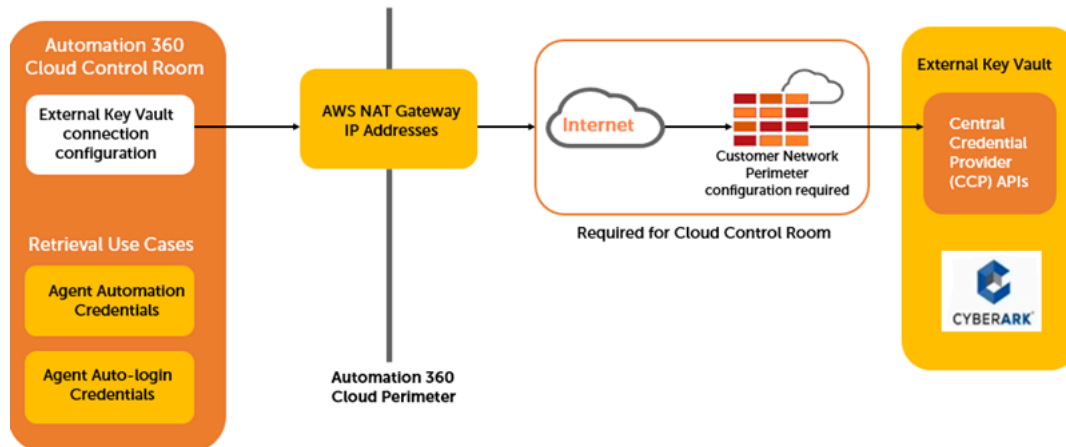 Automation 360
Cloud Control Room
External Key Vault
connection
configuration
Retrieval Use Cases
Agent Automation
Credentials
Agent Auto-login
Credentials
AWS NAT Gateway
IP Addresses
Automation 360
Cloud Perimeter
Internet
Customer Network
Perimeter
configuration required
Required for Cloud Control Room
External Key Vault
Central
Credential
Provider
(CCP) APIs
CYBERARK®